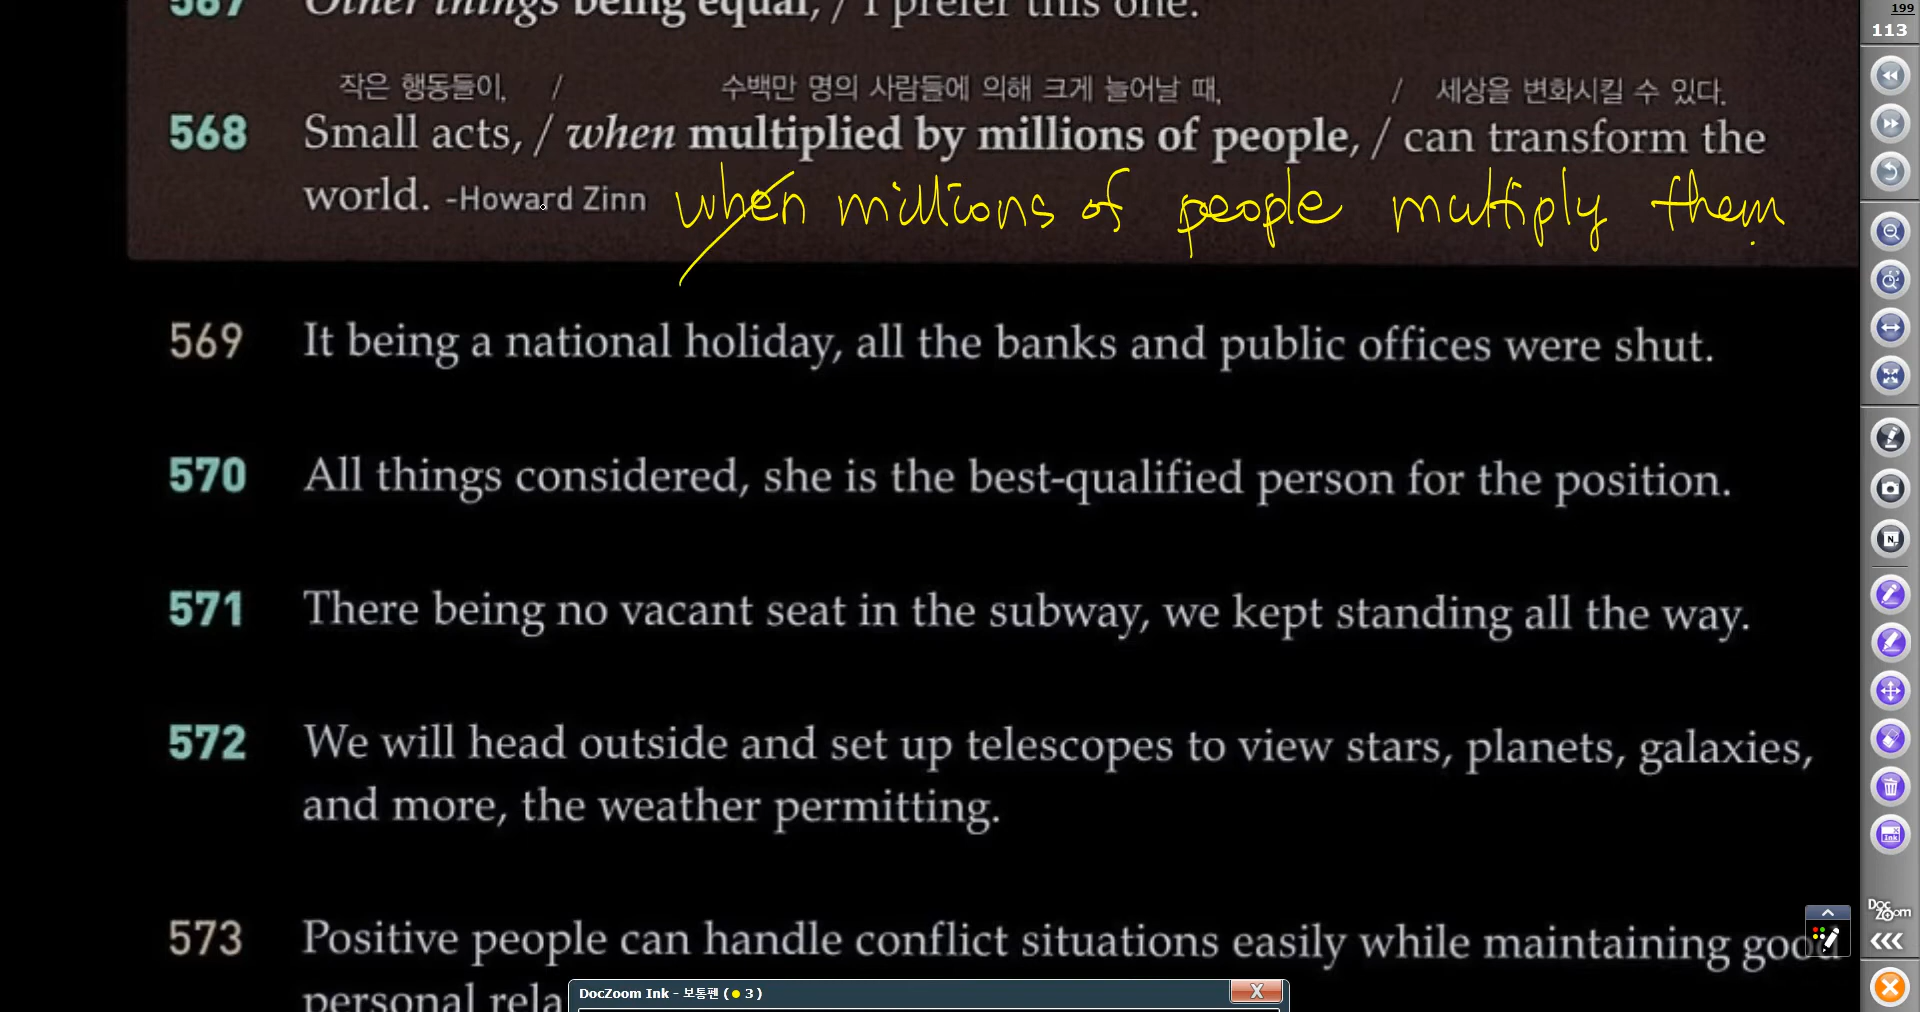 567 Other things being equal, / I prefer this one.
작은 행동들이, / 수백만 명의 사람들에 의해 크게 늘어날 때, / 세상을 변화시킬 수 있다.
568 Small acts, / when multiplied by millions of people, / can transform the
world. -Howard Zinn when millions of people multiply them
569 It being a national holiday, all the banks and public offices were shut.
570 All things considered, she is the best-qualified person for the position.
571 There being no vacant seat in the subway, we kept standing all the way.
572 We will head outside and set up telescopes to view stars, planets, galaxies,
and more, the weather permitting.
573 Positive people can handle conflict situations easily while maintaining good
personal rela
DocZoom Ink - 보통펜 ( 3 )
X
199
113
N
Ink
Doc
Zoom